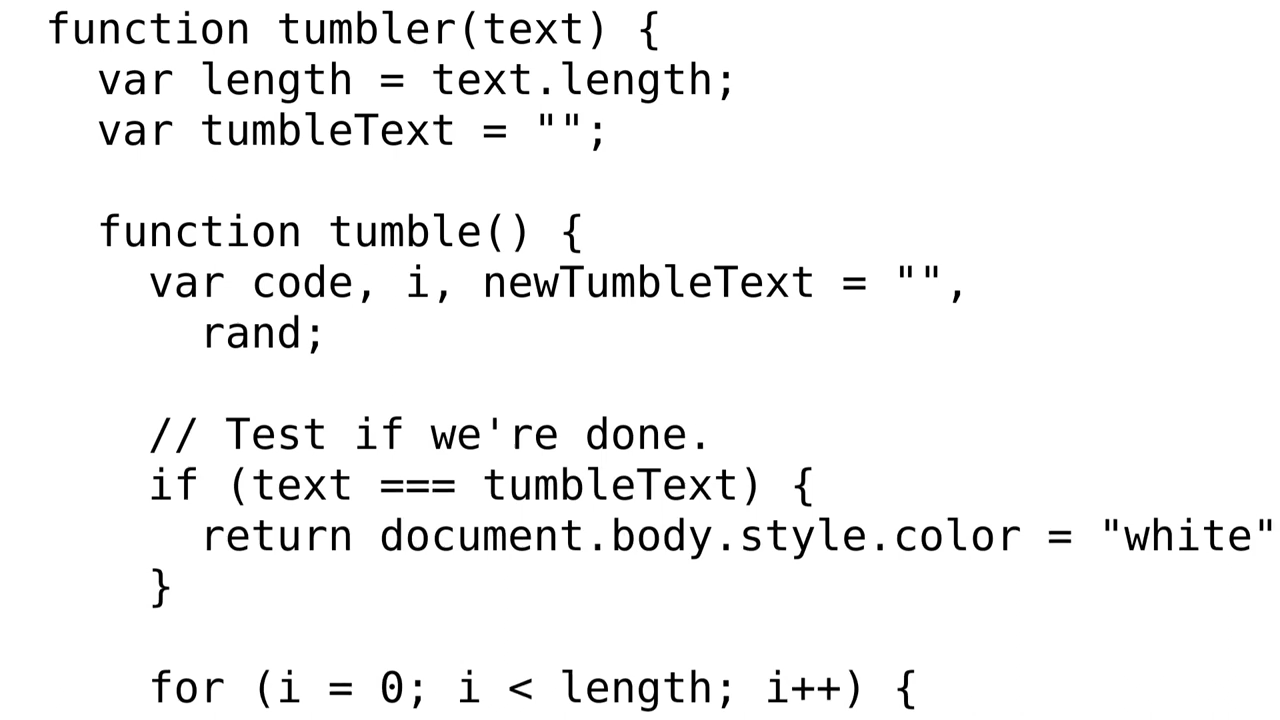 function tumbler(text) {
  var length = text.length;
  var tumbleText = "";

  function tumble() {
    var code, i, newTumbleText = "",
      rand;

    // Test if we're done.
    if (text === tumbleText) {
      return document.body.style.color = "white"
    }

    for (i = 0; i < length; i++) {